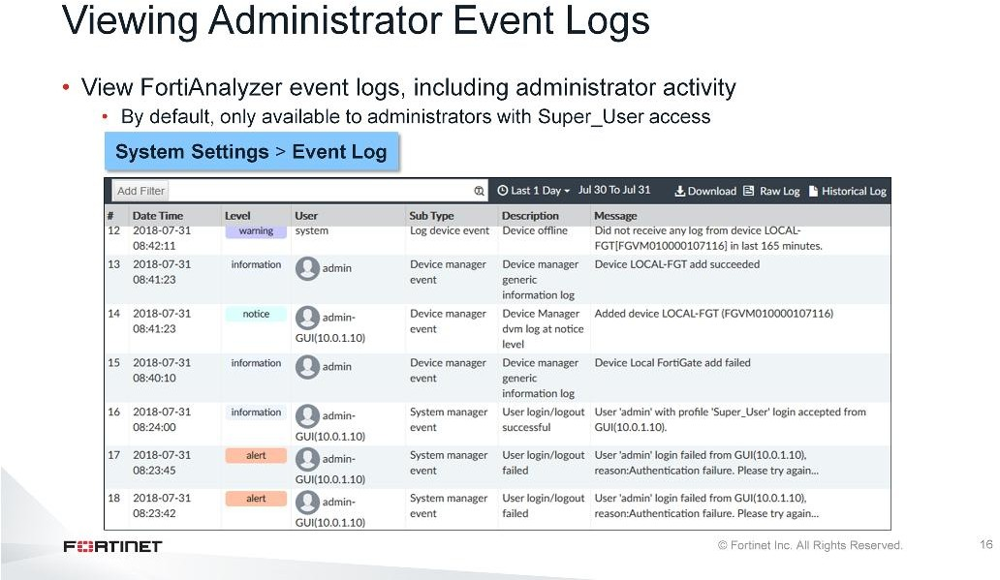 Viewing Administrator Event Logs
• View FortiAnalyzer event logs, including administrator activity
• By default, only available to administrators with Super_User access
System Settings > Event Log
Add Filter Last 1 Day Jul 30 To Jul 31 Download Raw Log Historical Log
# Date Time Level User Sub Type Description Message
12 2018-07-31 warning system Log device event Device offline Did not receive any log from device LOCAL-
08:42:11 FGT[FGVM010000107116] in last 165 minutes.
13 2018-07-31 information admin Device manager Device manager Device LOCAL-FGT add succeeded
08:41:23 event generic
information log
14 2018-07-31 notice admin- Device manager Device Manager Added device LOCAL-FGT (FGVM010000107116)
08:41:23 GUI(10.0.1.10) event dvm log at notice
level
15 2018-07-31 information admin Device manager Device manager Device Local FortiGate add failed
08:40:10 event generic
information log
16 2018-07-31 information admin- System manager User login/logout User 'admin' with profile 'Super_User' login accepted from
08:24:00 GUI(10.0.1.10) event successful GUI(10.0.1.10).
17 2018-07-31 alert admin- System manager User login/logout User 'admin' login failed from GUI(10.0.1.10),
08:23:45 GUI(10.0.1.10) event failed reason:Authentication failure. Please try again...
18 2018-07-31 alert admin- System manager User login/logout User 'admin' login failed from GUI(10.0.1.10),
08:23:42 GUI(10.0.1.10) event failed reason:Authentication failure. Please try again...
FORTINET © Fortinet Inc. All Rights Reserved. 16